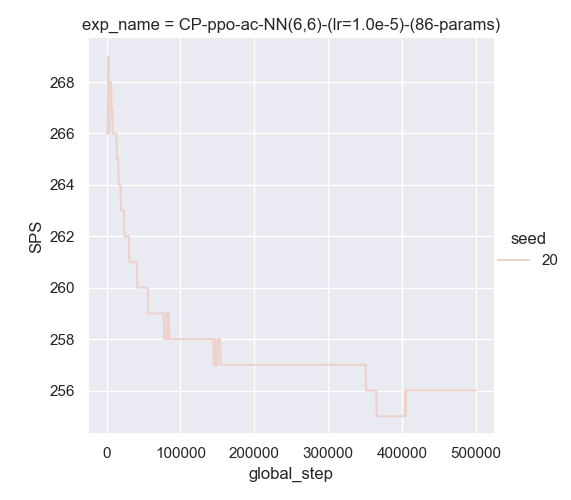 exp_name = CP-ppo-ac-NN(6,6)-(lr=1.0e-5)-(86-params)
268
266
264
262
260
258
256
SPS
seed
20
0 100000 200000 300000 400000 500000
global_step